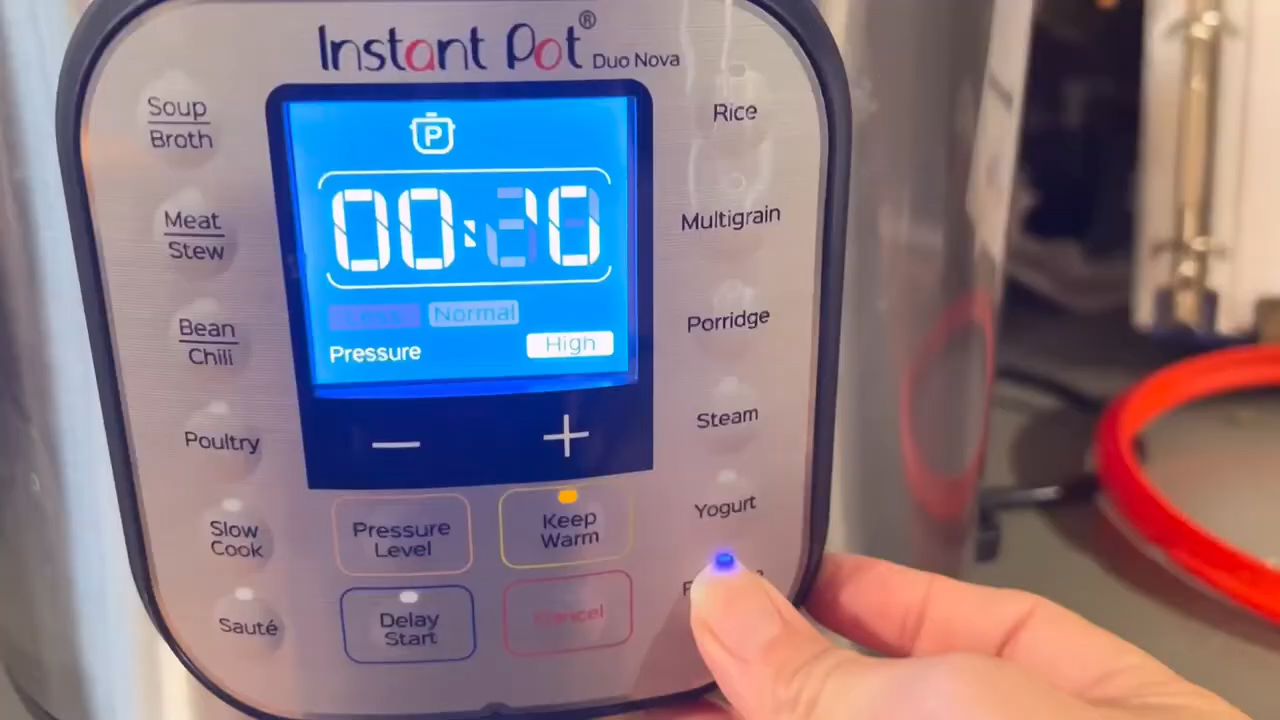 Instant Pot®
Duo Nova
Soup
Broth
Meat
Stew
Bean
Chili
Poultry
Slow
Cook
Sauté
P
00:10
Less Normal
Pressure High
− +
Pressure
Level
Keep
Warm
Delay
Start
Cancel
Rice
Multigrain
Porridge
Steam
Yogurt